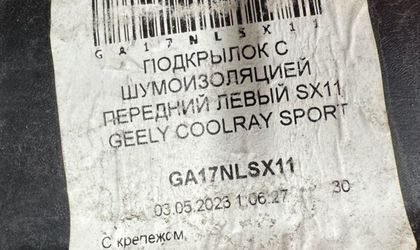 GA17NLSX11
ПОДКРЫЛОК С
ШУМОИЗОЛЯЦИЕЙ
ПЕРЕДНИЙ ЛЕВЫЙ SX11
GEELY COOLRAY SPORT
GA17NLSX11
03.05.2023 1:06:27 30
С крепежом,